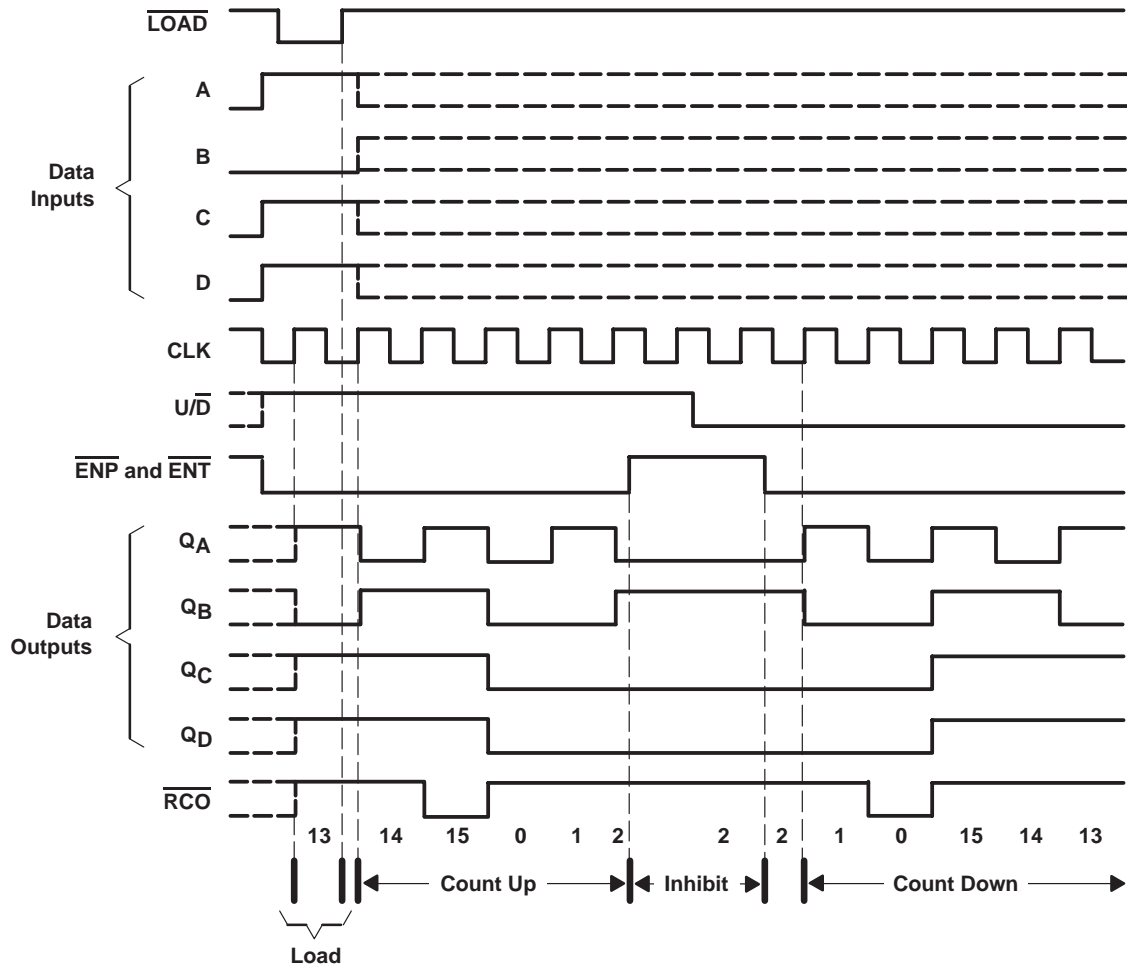 LOAD
A
B
C
D
Data
Inputs
CLK
U/D
ENP and ENT
QA
QB
QC
QD
Data
Outputs
RCO
13 14 15 0 1 2 2 2 1 0 15 14 13
Count Up Inhibit Count Down
Load